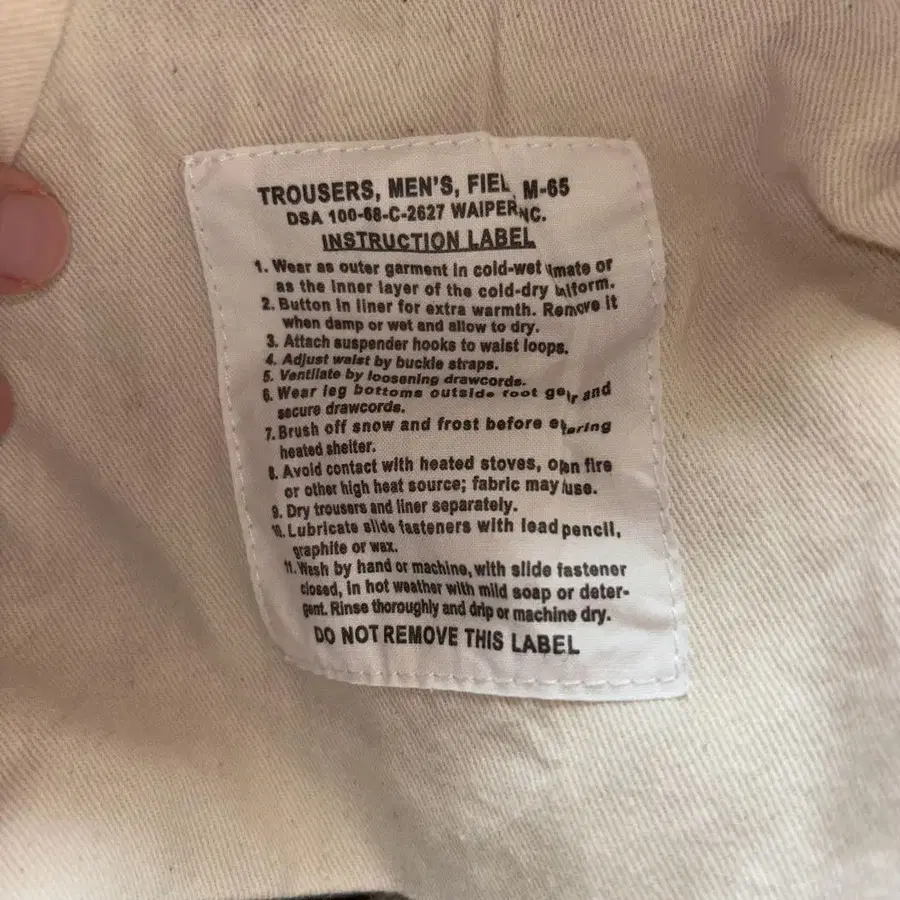 TROUSERS, MEN'S, FIEL M-65
DSA 100-68-C-2627 WAIPER NC.
INSTRUCTION LABEL
1. Wear as outer garment in cold-wet imate or
as the inner layer of the cold-dry uniform.
2. Button in liner for extra warmth. Remove it
when damp or wet and allow to dry.
3. Attach suspender hooks to waist loops.
4. Adjust waist by buckle straps.
5. Ventilate by loosening drawcords.
6. Wear leg bottoms outside foot gear and
secure drawcords.
7. Brush off snow and frost before entering
heated shelter.
8. Avoid contact with heated stoves, open fire
or other high heat source; fabric may fuse.
9. Dry trousers and liner separately.
10. Lubricate slide fasteners with lead pencil,
graphite or wax.
11. Wash by hand or machine, with slide fastener
closed, in hot weather with mild soap or deter-
gent. Rinse thoroughly and drip or machine dry.
DO NOT REMOVE THIS LABEL